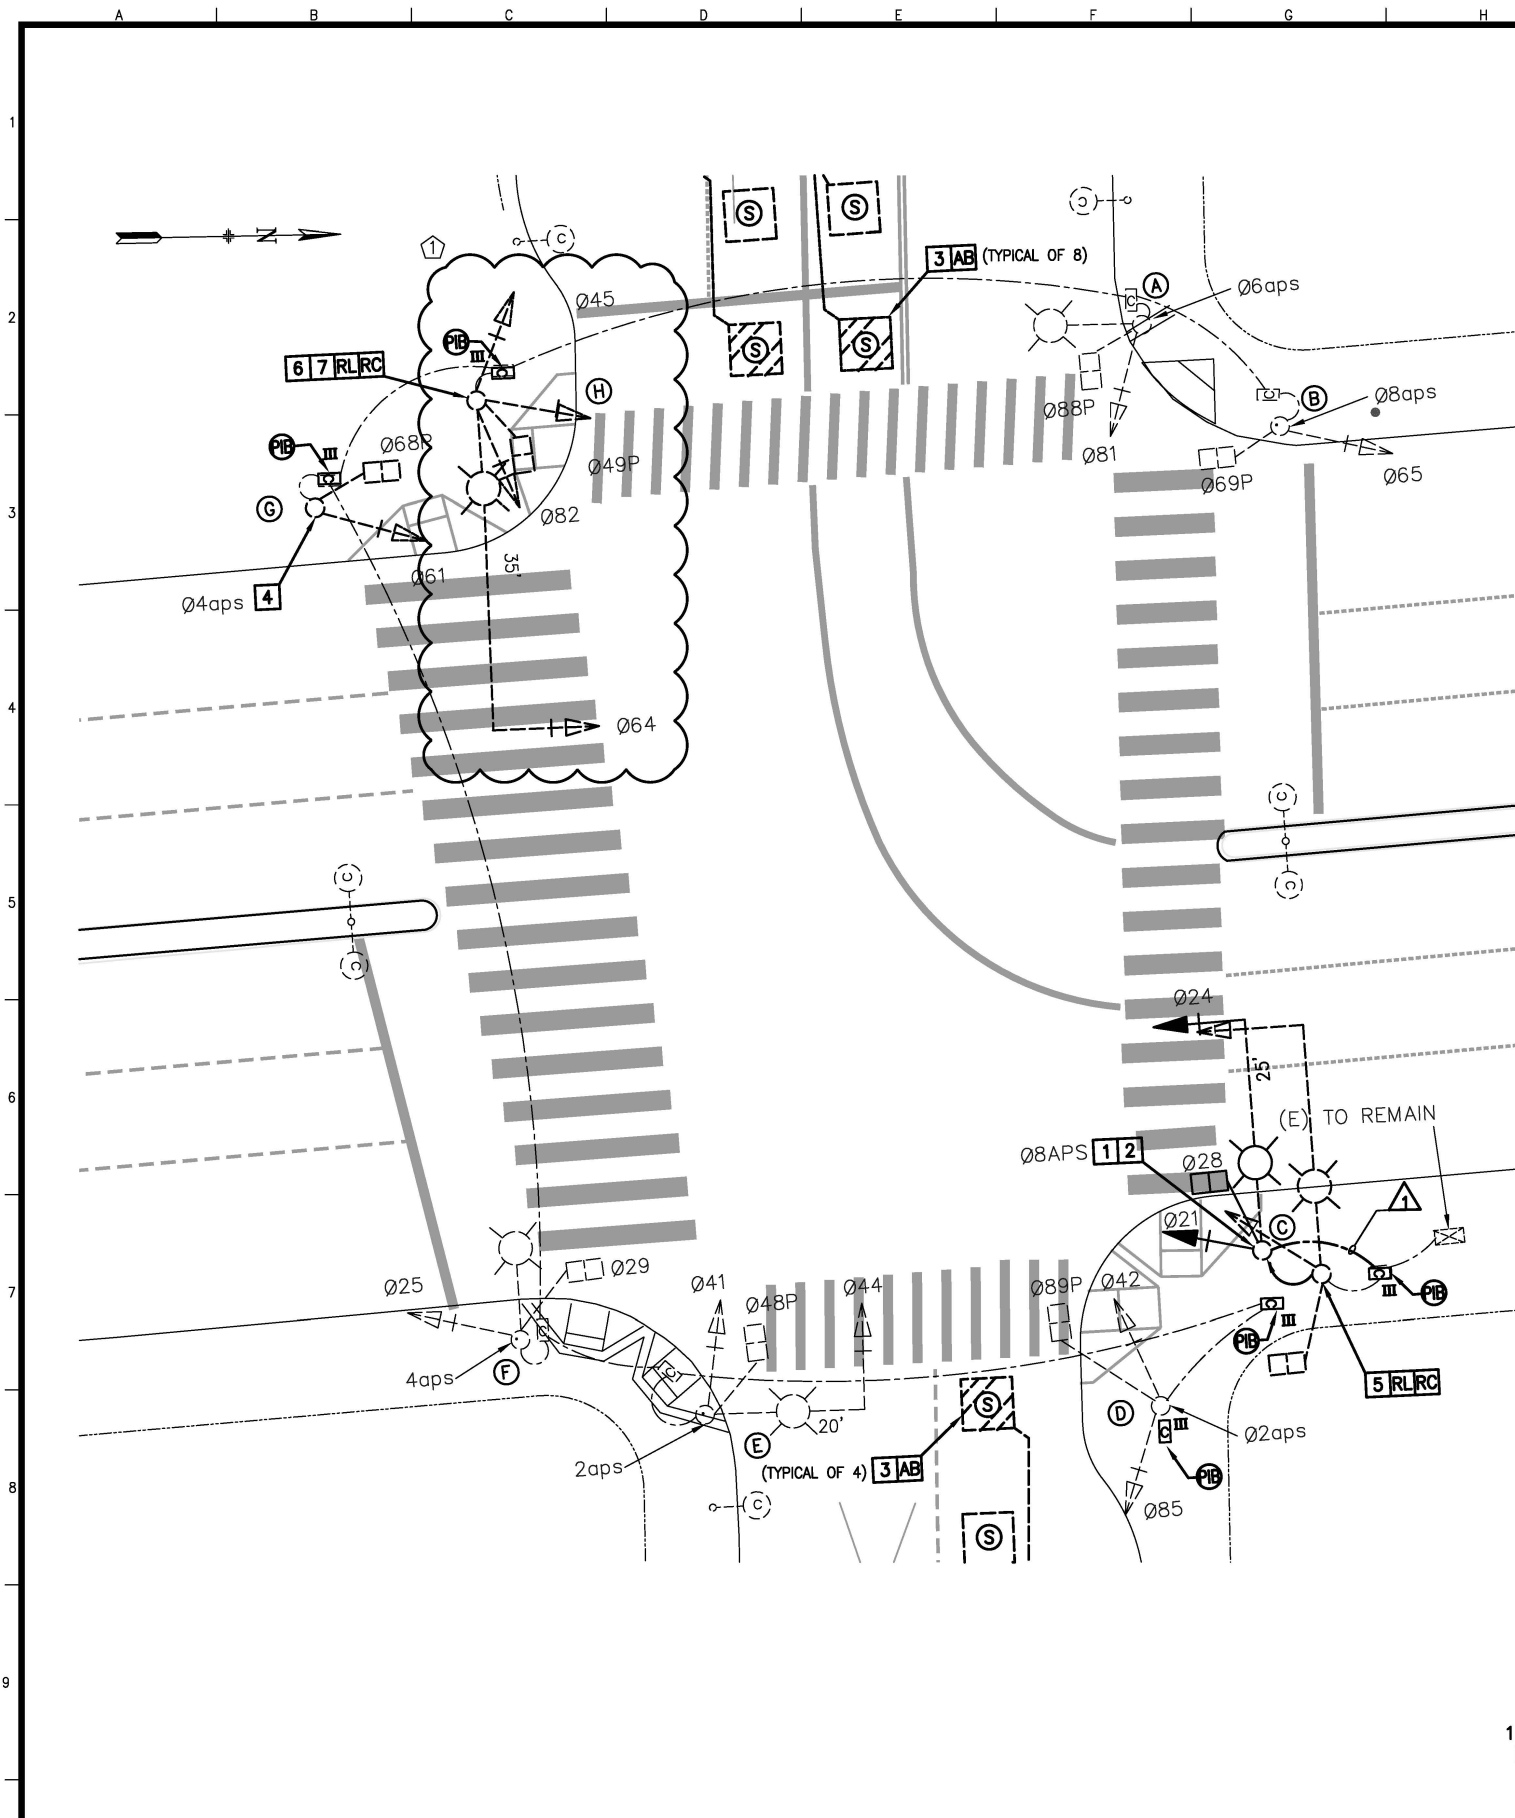 A B C D E F G H
1
2
3
4
5
6
7
8
9
N
1
C
C
S S
3 AB (TYPICAL OF 8)
A
Ø6aps
Ø45
C
PIB
III
C
S S
6 7 RL RC
H
B
Ø8aps
C
Ø88P
PIB
III
Ø68P
Ø49P
Ø81
Ø65
C
Ø69P
G
Ø82
35'
Ø61
Ø4aps 4
Ø64
C
C
C
C
Ø24
25'
(E) TO REMAIN
Ø8APS 1 2
Ø28
1
Ø21
C
Ø29
Ø25
Ø41
Ø44
Ø48P
Ø89P
Ø42
C
III
PIB
C
III
PIB
C
F
4aps
C
5 RL RC
S
D
III
C
Ø2aps
20'
E
2aps
(TYPICAL OF 4) 3 AB
PIB
C
Ø85
S
1